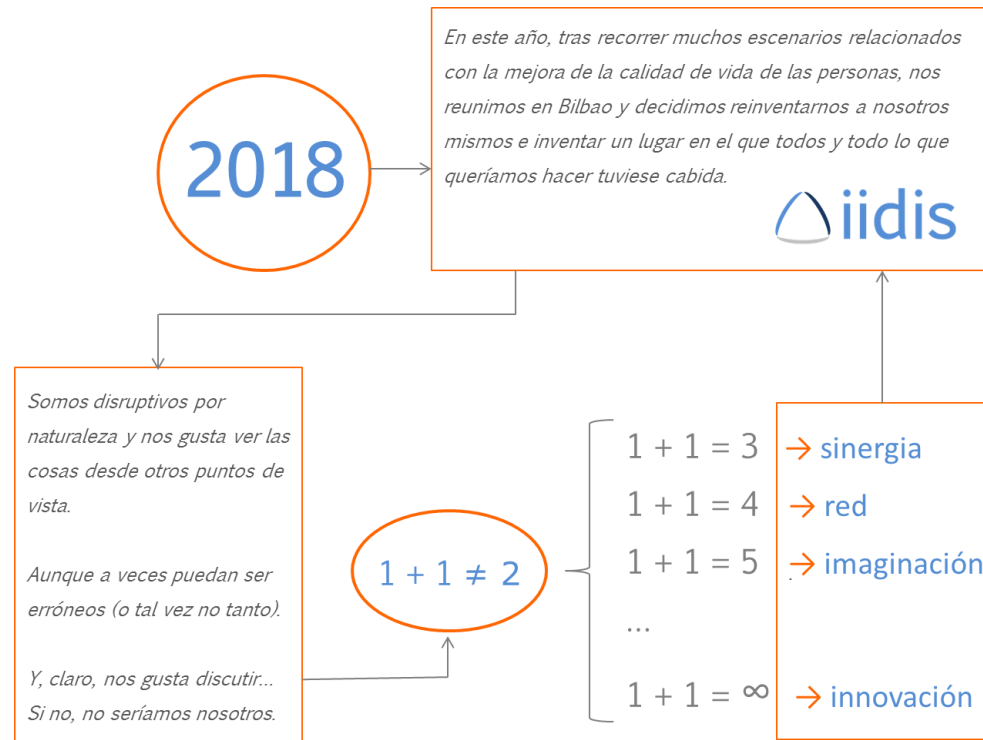 2018
En este año, tras recorrer muchos escenarios relacionados
con la mejora de la calidad de vida de las personas, nos
reunimos en Bilbao y decidimos reinventarnos a nosotros
mismos e inventar un lugar en el que todos y todo lo que
queríamos hacer tuviese cabida.
iidis
Somos disruptivos por
naturaleza y nos gusta ver las
cosas desde otros puntos de
vista.
Aunque a veces puedan ser
erróneos (o tal vez no tanto).
Y, claro, nos gusta discutir...
Si no, no seríamos nosotros.
1 + 1 ≠ 2
1 + 1 = 3 → sinergia
1 + 1 = 4 → red
1 + 1 = 5 → imaginación
...
1 + 1 = ∞ → innovación